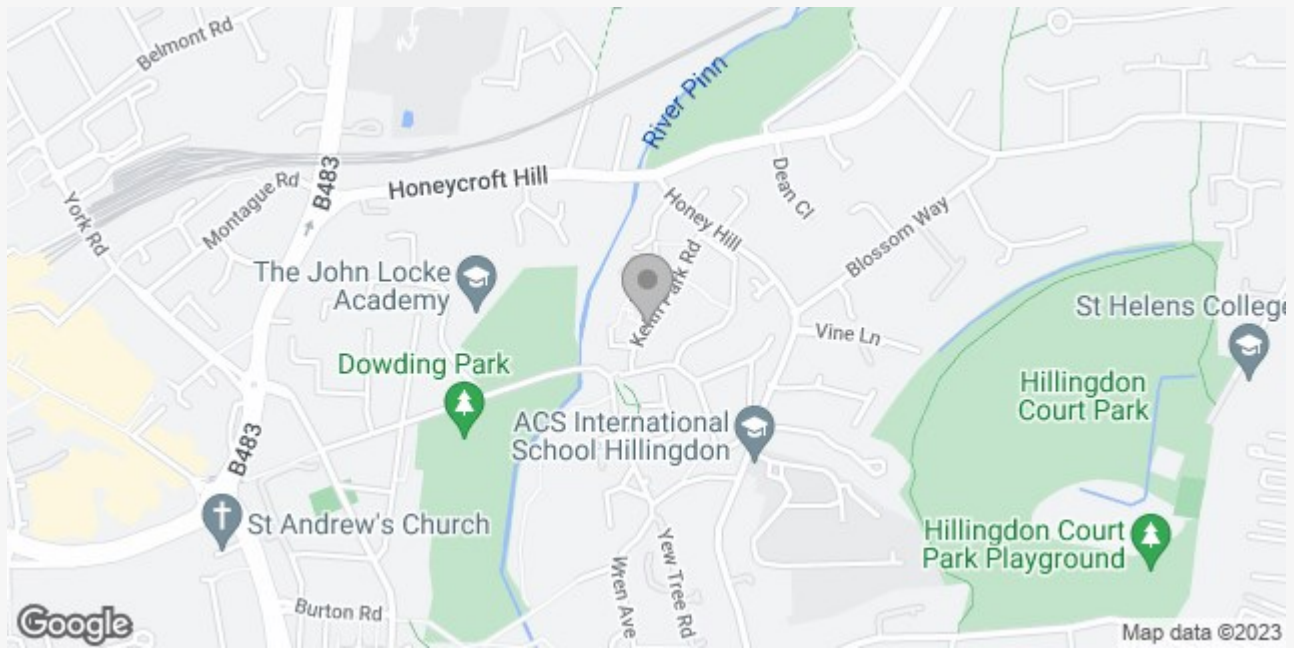 Belmont Rd
River Pinn
B483
Honeycroft Hill
Montague Rd
York Rd
Dean Cl
Honey Hill
Blossom Way
The John Locke
Academy
Park Rd
St Helens College
Vine Ln
Dowding Park
Hillingdon
Court Park
ACS International
School Hillingdon
B483
St Andrew's Church
Hillingdon Court
Park Playground
Yew Tree Rd
Wren Ave
Burton Rd
Google
Map data ©2023